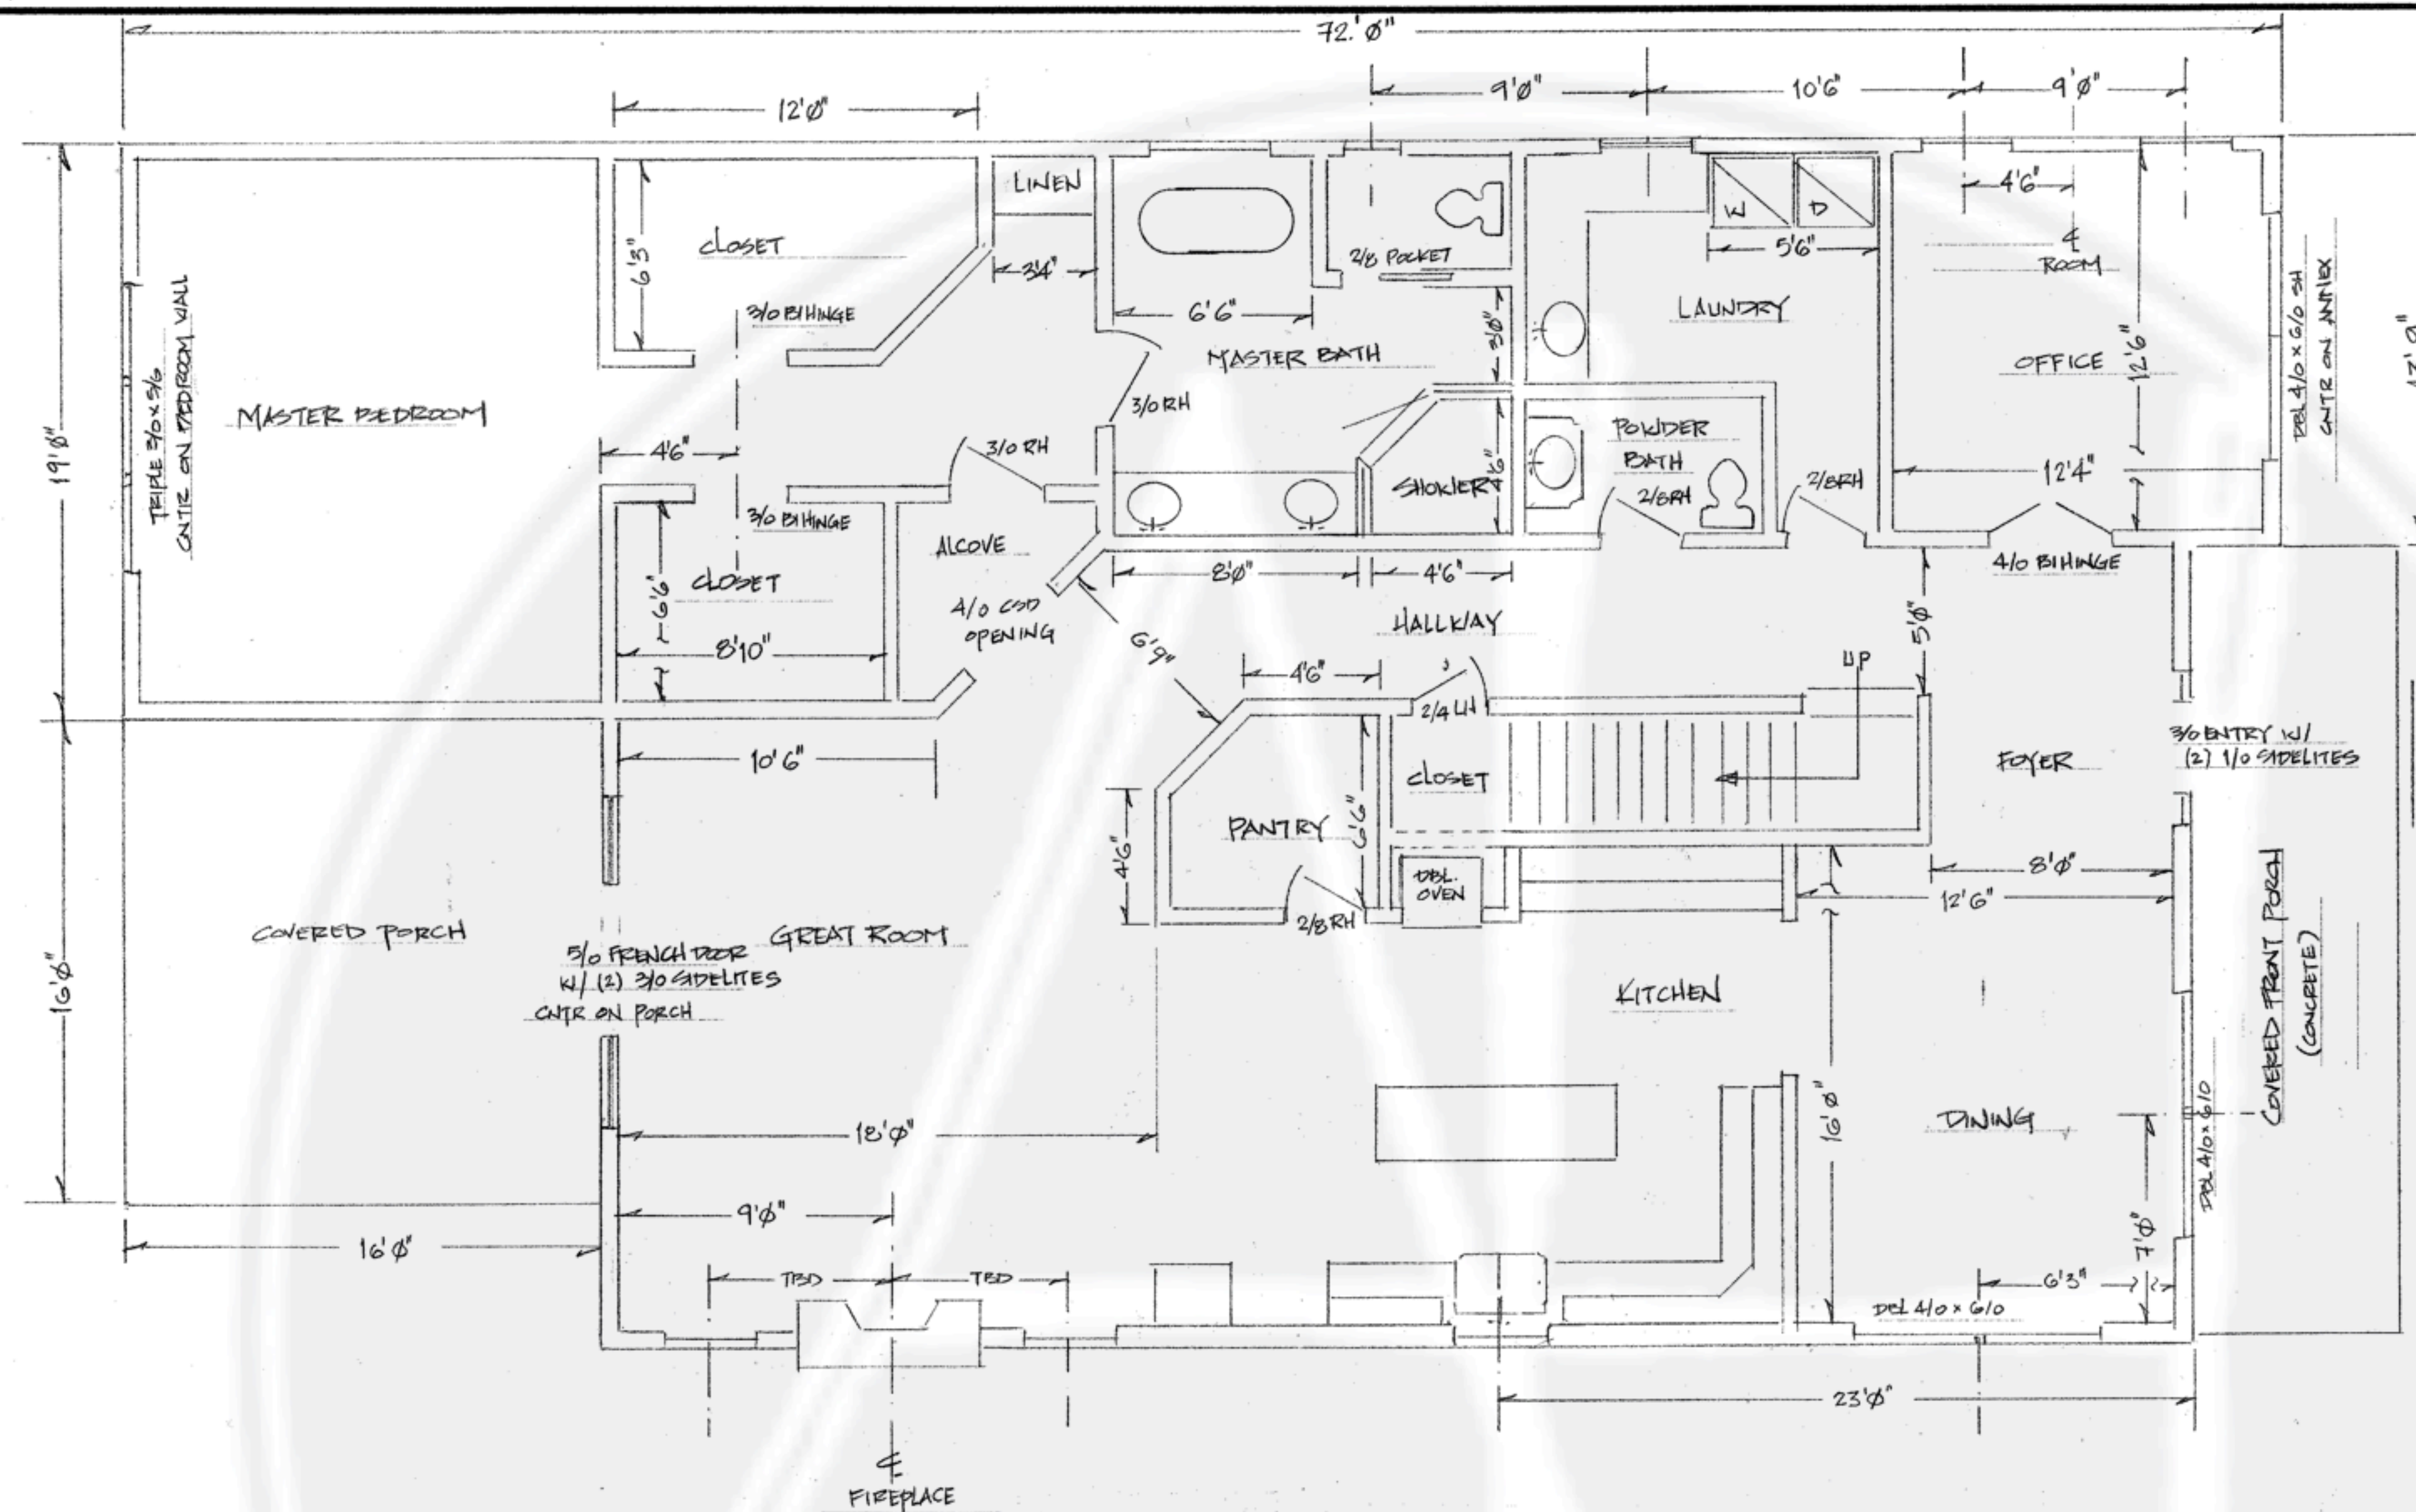 72'0"
9'0"
10'6"
9'0"
12'0"
LINEN
4'6"
CLOSET
6'3"
3'4"
2/8 POCKET
W
D
5'6"
℄
ROOM
3/0 BIHINGE
6'6"
LAUNDRY
3'0"
MASTER BATH
OFFICE
12'6"
DBL 4/0 x 6/0 SH
CNTR ON ANNEX
TRIPLE 3/0 x 5/6
CNTR ON BEDROOM WALL
MASTER BEDROOM
19'0"
3/0 RH
POWDER
BATH
4'6"
3/0 RH
SHOWER
2/8RH
2/8RH
12'4"
3/0 BIHINGE
ALCOVE
CLOSET
6'6"
8'0"
4'6"
4/0 BIHINGE
4/0 CSD
OPENING
HALLWAY
5'0"
8'10"
6'9"
4'6"
UP
2/4 LH
10'6"
CLOSET
FOYER
3/0 ENTRY W/
(2) 1/0 SIDELITES
PANTRY
6'6"
4'6"
DBL.
OVEN
8'0"
12'6"
2/8 RH
COVERED PORCH
GREAT ROOM
5/0 FRENCH DOOR
W/ (2) 3/0 SIDELITES
CNTR ON PORCH
16'0"
KITCHEN
COVERED FRONT PORCH
(CONCRETE)
18'0"
16'0"
DINING
DBL 4/0 x 6/0
9'0"
7'0"
16'0"
TBD
TBD
6'3"
DBL 4/0 x 6/0
23'0"
℄
FIREPLACE